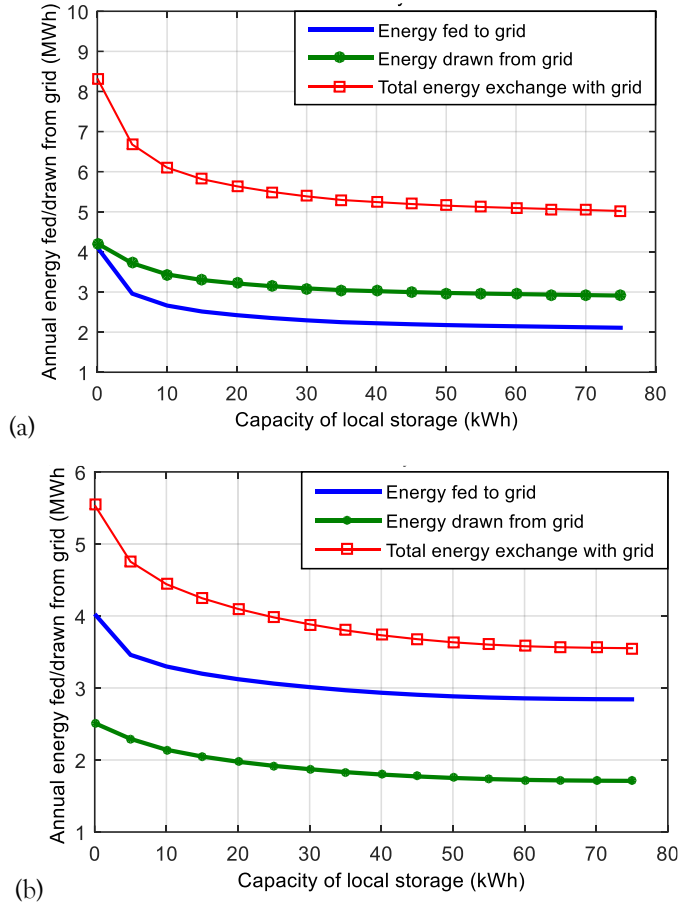 Annual energy fed/drawn from grid (MWh)
10
9
8
7
6
5
4
3
2
1
Energy fed to grid
Energy drawn from grid
Total energy exchange with grid
0 10 20 30 40 50 60 70 80
Capacity of local storage (kWh)
(a)
Annual energy fed/drawn from grid (MWh
6
5
4
3
2
1
Energy fed to grid
Energy drawn from grid
Total energy exchange with grid
0 10 20 30 40 50 60 70 80
Capacity of local storage (kWh)
(b)